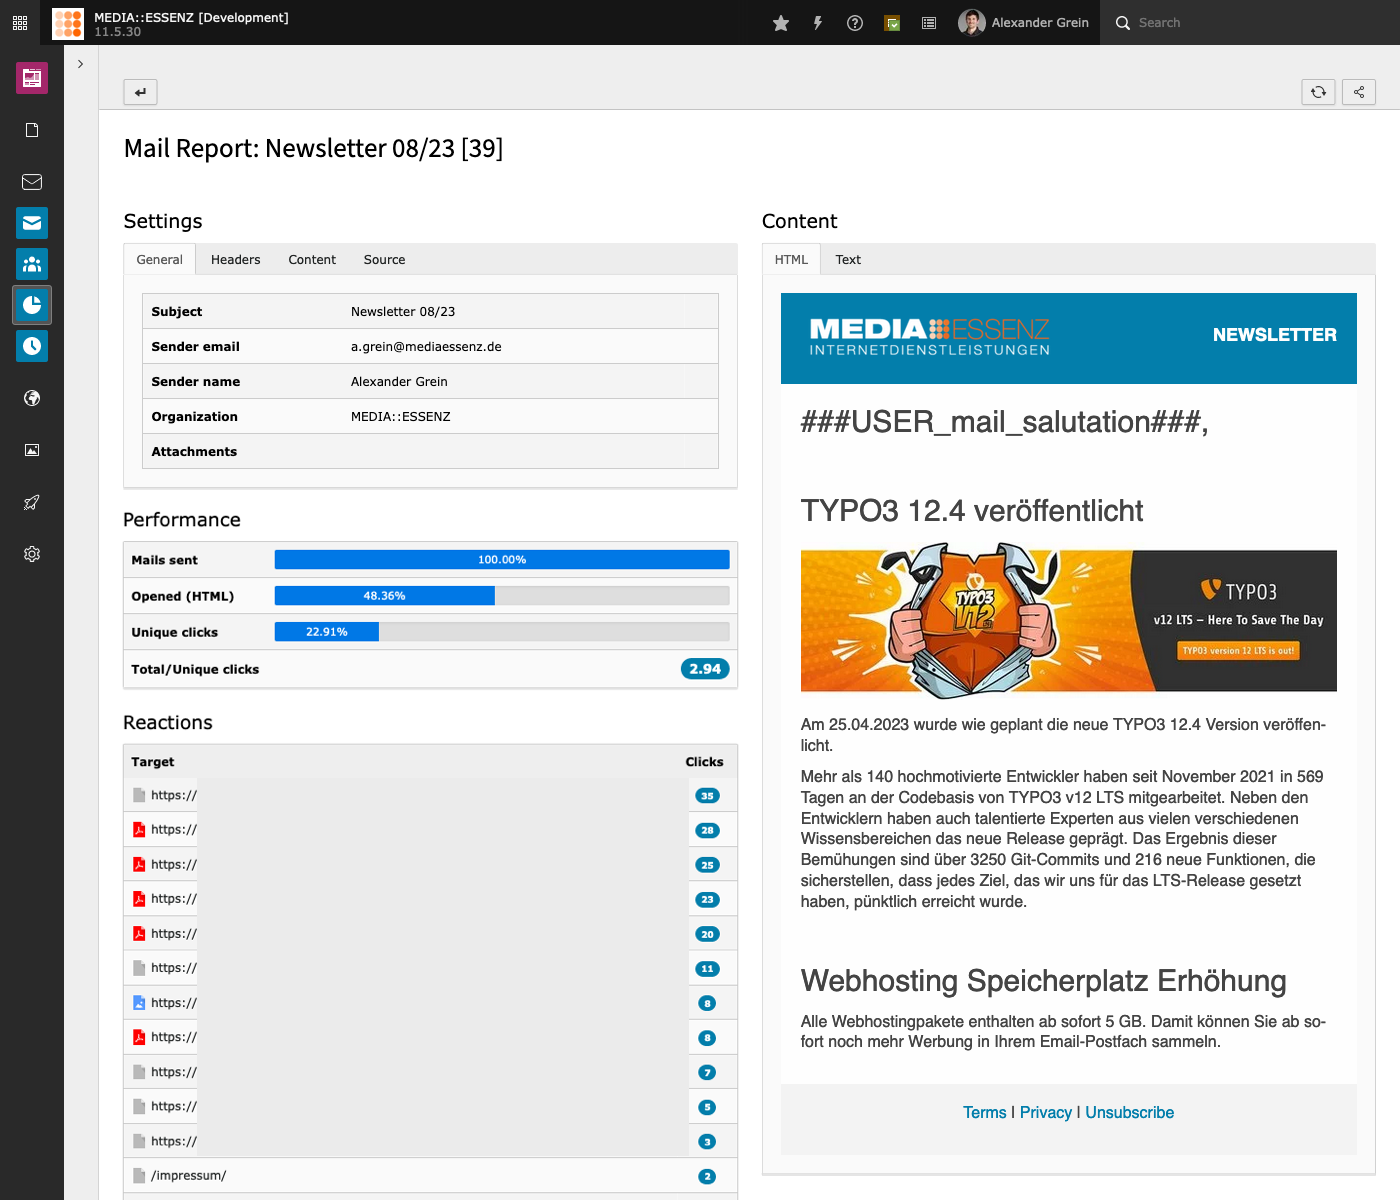 MEDIA::ESSENZ [Development]
11.5.30
Alexander Grein
Search
Mail Report: Newsletter 08/23 [39]
Settings
General Headers Content Source
Subject Newsletter 08/23
Sender email a.grein@mediaessenz.de
Sender name Alexander Grein
Organization MEDIA::ESSENZ
Attachments
Performance
Mails sent 100.00%
Opened (HTML) 48.36%
Unique clicks 22.91%
Total/Unique clicks 2.94
Reactions
Target Clicks
https:// 35
https:// 28
https:// 25
https:// 23
https:// 20
https:// 11
https:// 8
https:// 8
https:// 7
https:// 5
https:// 3
/impressum/ 2
Content
HTML Text
MEDIA ESSENZ
INTERNETDIENSTLEISTUNGEN
NEWSLETTER
###USER_mail_salutation###,
TYPO3 12.4 veröffentlicht
TYPO3
V12
TYPO3
v12 LTS – Here To Save The Day
TYPO3 version 12 LTS is out!
Am 25.04.2023 wurde wie geplant die neue TYPO3 12.4 Version veröffen-
licht.
Mehr als 140 hochmotivierte Entwickler haben seit November 2021 in 569
Tagen an der Codebasis von TYPO3 v12 LTS mitgearbeitet. Neben den
Entwicklern haben auch talentierte Experten aus vielen verschiedenen
Wissensbereichen das neue Release geprägt. Das Ergebnis dieser
Bemühungen sind über 3250 Git-Commits und 216 neue Funktionen, die
sicherstellen, dass jedes Ziel, das wir uns für das LTS-Release gesetzt
haben, pünktlich erreicht wurde.
Webhosting Speicherplatz Erhöhung
Alle Webhostingpakete enthalten ab sofort 5 GB. Damit können Sie ab so-
fort noch mehr Werbung in Ihrem Email-Postfach sammeln.
Terms | Privacy | Unsubscribe